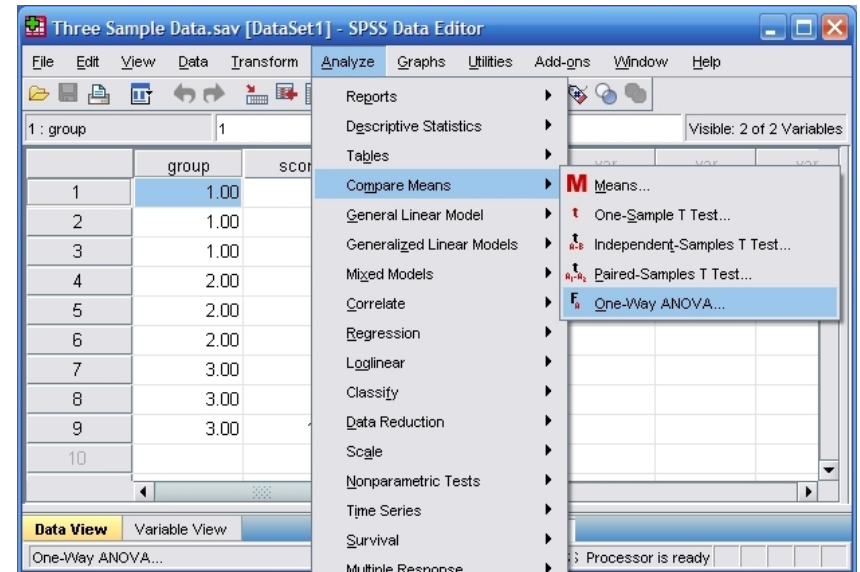 Three Sample Data.sav [DataSet1] - SPSS Data Editor
File Edit View Data Transform Analyze Graphs Utilities Add-ons Window Help
1 : group 1 Visible: 2 of 2 Variables
group
1 1.00
2 1.00
3 1.00
4 2.00
5 2.00
6 2.00
7 3.00
8 3.00
9 3.00
10
Reports
Descriptive Statistics
Tables
Compare Means
General Linear Model
Generalized Linear Models
Mixed Models
Correlate
Regression
Loglinear
Classify
Data Reduction
Scale
Nonparametric Tests
Time Series
Survival
Multiple Response
M Means...
t One-Sample T Test...
Independent-Samples T Test...
Paired-Samples T Test...
One-Way ANOVA...
Data View Variable View
One-Way ANOVA... Processor is ready